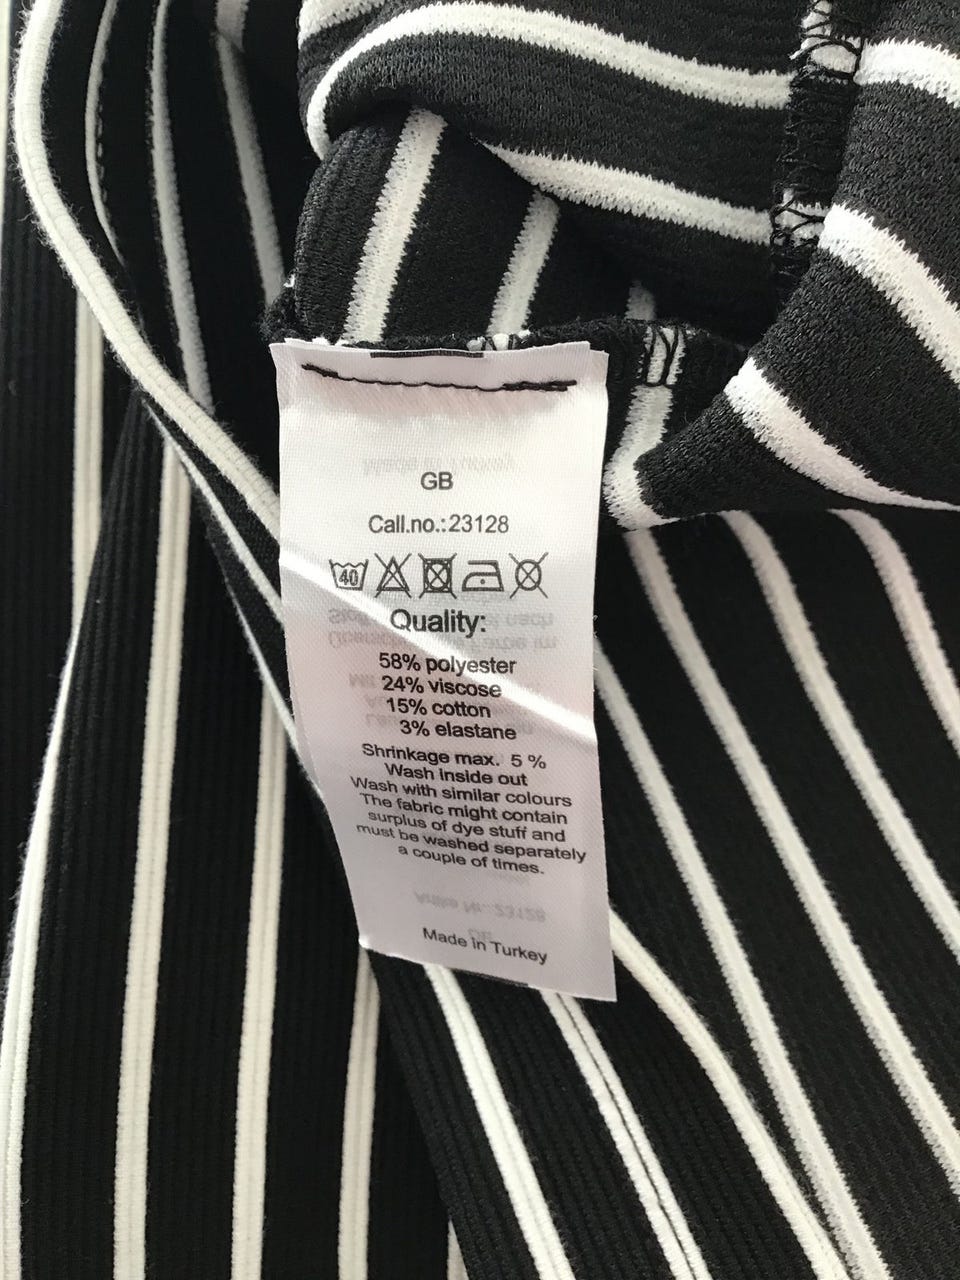 GB
Call.no.:23128
40
Quality:
58% polyester
24% viscose
15% cotton
3% elastane
Shrinkage max. 5 %
Wash inside out
Wash with similar colours
The fabric might contain
surplus of dye stuff and
must be washed separately
a couple of times.
Made in Turkey